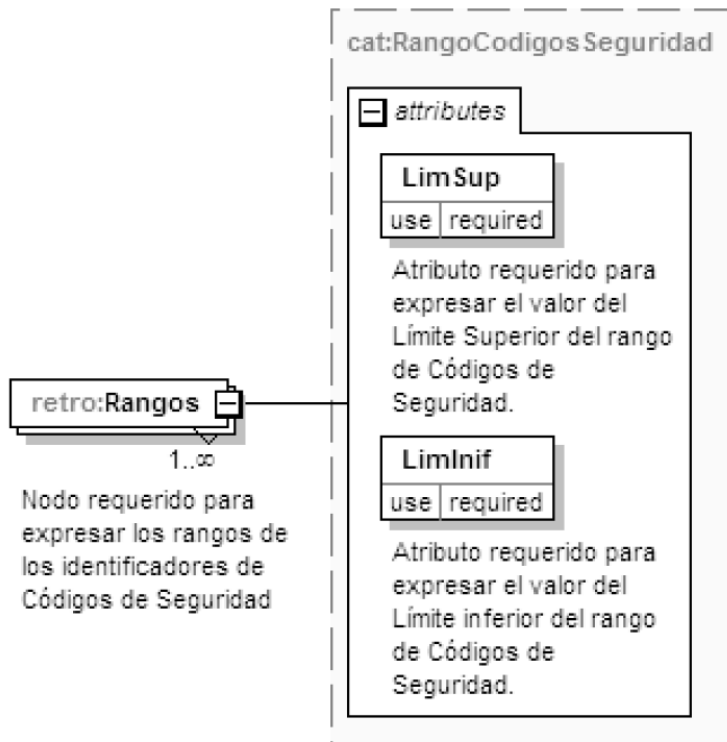 cat:RangoCodigosSeguridad
attributes
LimSup
use required
Atributo requerido para
expresar el valor del
Límite Superior del rango
de Códigos de
Seguridad.
retro:Rangos
1..∞
Nodo requerido para
expresar los rangos de
los identificadores de
Códigos de Seguridad
LimInif
use required
Atributo requerido para
expresar el valor del
Límite inferior del rango
de Códigos de
Seguridad.